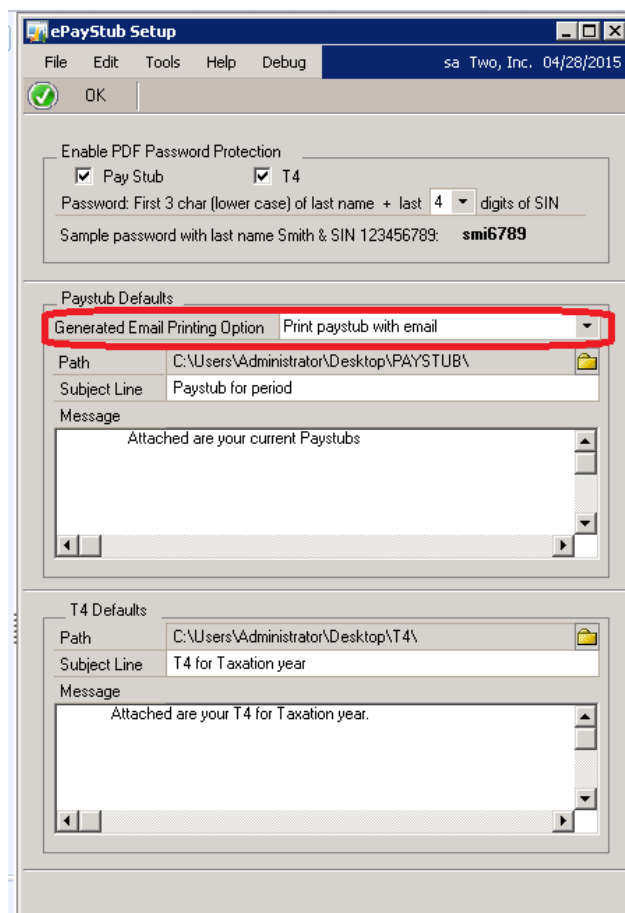 ePayStub Setup
File Edit Tools Help Debug sa Two, Inc. 04/28/2015
OK
Enable PDF Password Protection
Pay Stub T4
Password: First 3 char (lower case) of last name + last 4 digits of SIN
Sample password with last name Smith & SIN 123456789: smi6789
Paystub Defaults
Generated Email Printing Option Print paystub with email
Path C:\Users\Administrator\Desktop\PAYSTUB\
Subject Line Paystub for period
Message
Attached are your current Paystubs
T4 Defaults
Path C:\Users\Administrator\Desktop\T4\
Subject Line T4 for Taxation year
Message
Attached are your T4 for Taxation year.